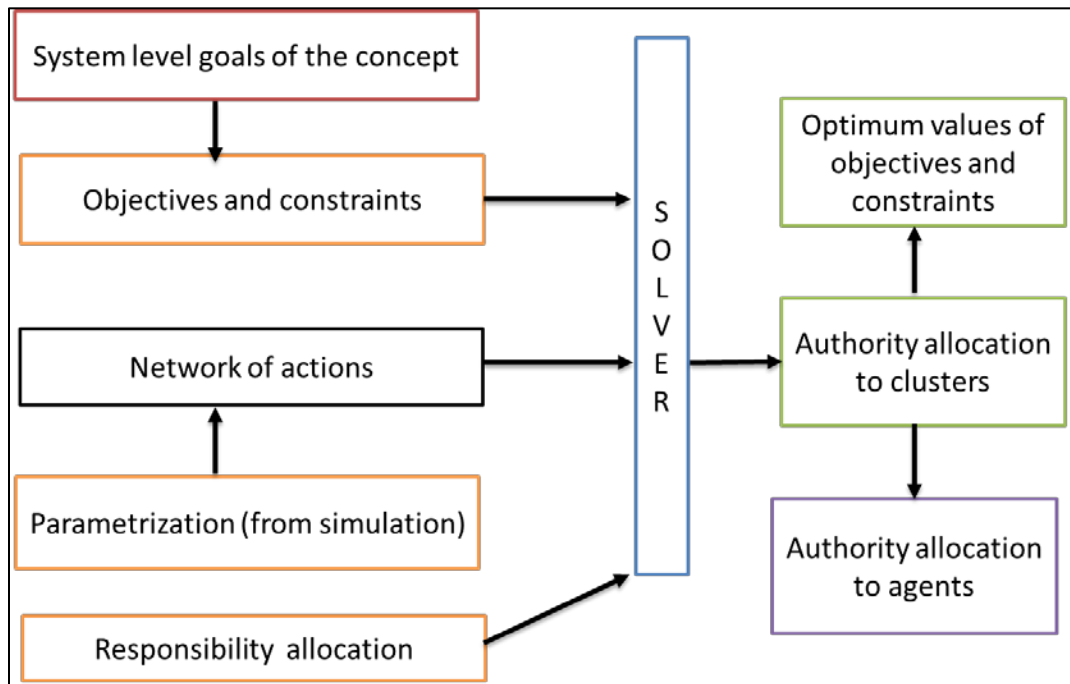 System level goals of the concept
Objectives and constraints
Network of actions
Parametrization (from simulation)
Responsibility allocation
S
O
L
V
E
R
Optimum values of
objectives and
constraints
Authority allocation
to clusters
Authority allocation
to agents